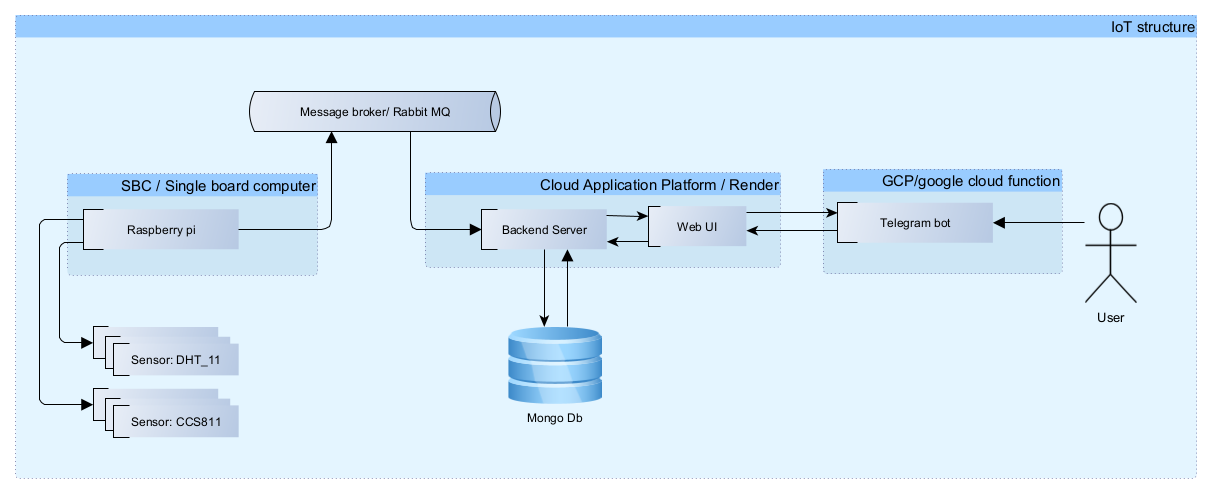 IoT structure
Message broker/ Rabbit MQ
SBC / Single board computer
Cloud Application Platform / Render
GCP/google cloud function
Raspberry pi
Backend Server
Web UI
Telegram bot
User
Sensor: DHT_11
Sensor: CCS811
Mongo Db